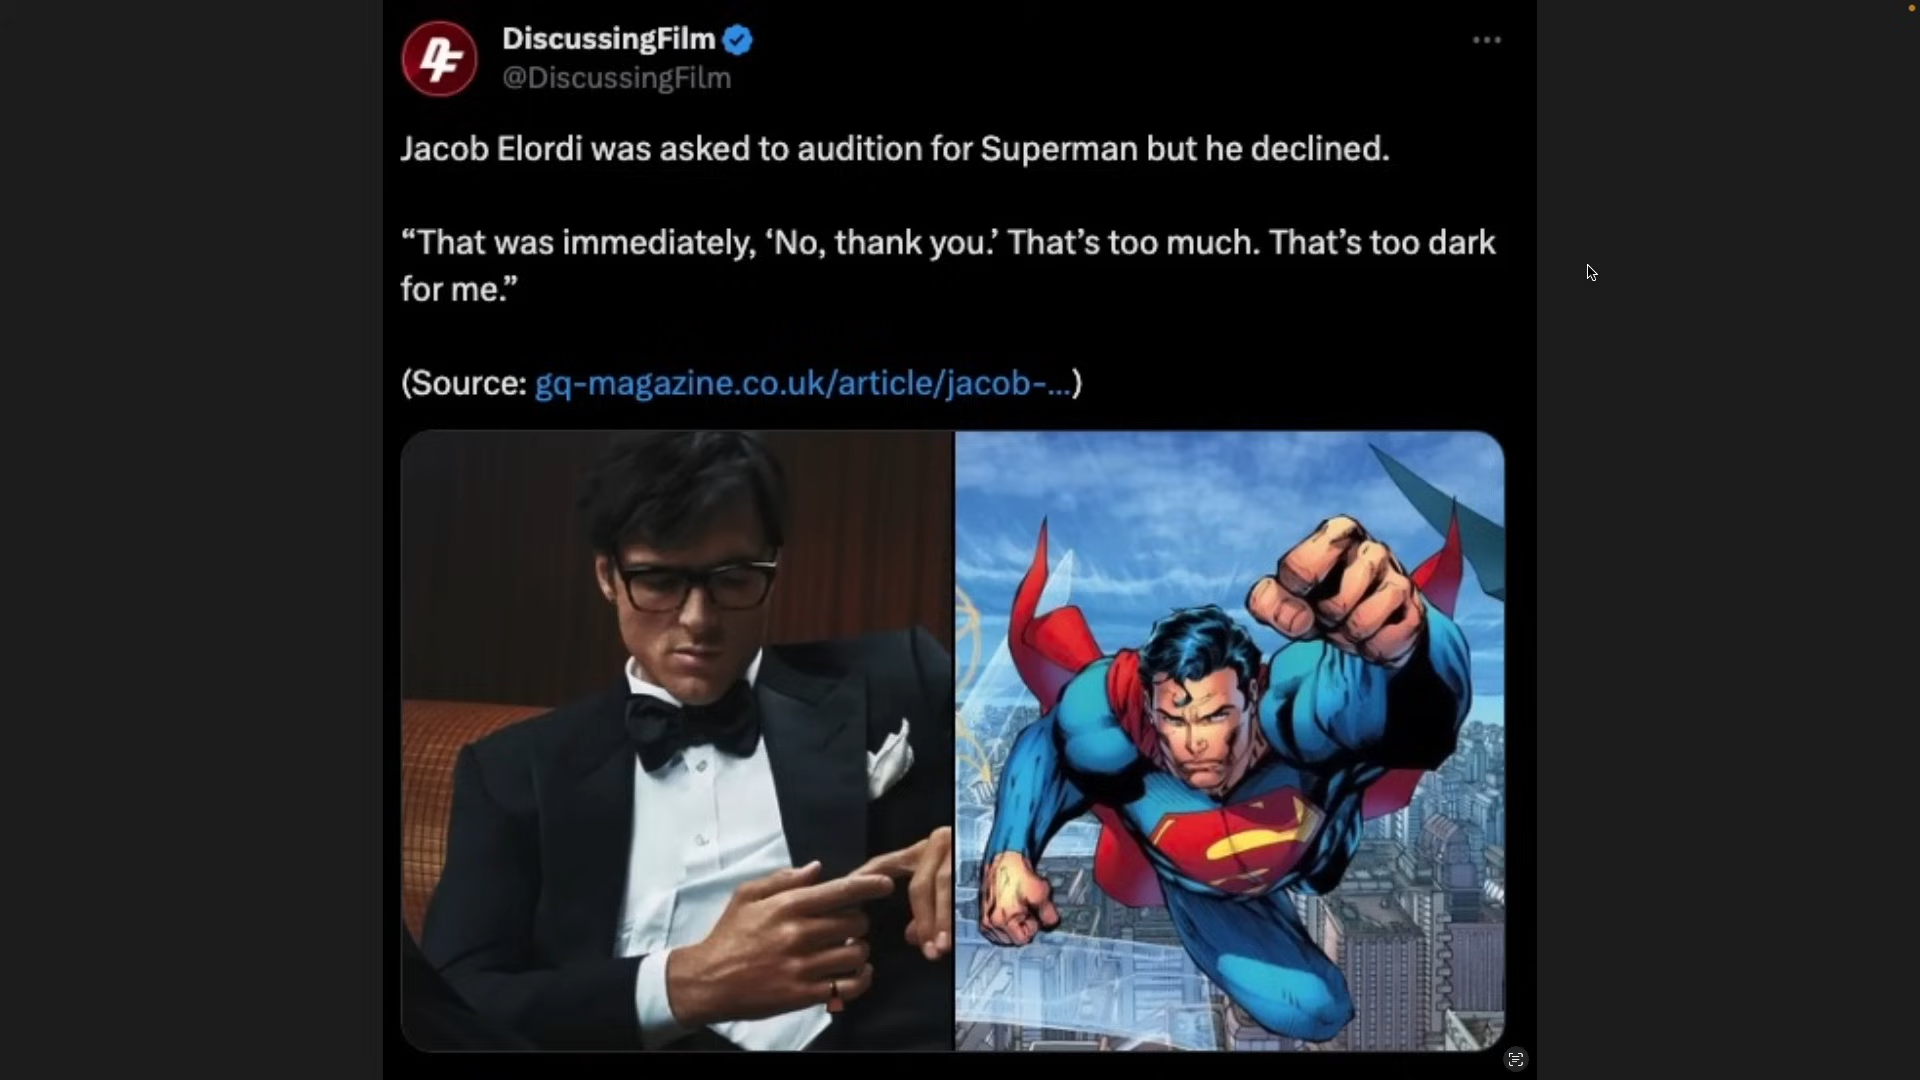 DF
DiscussingFilm
@DiscussingFilm
Jacob Elordi was asked to audition for Superman but he declined.
“That was immediately, ‘No, thank you.’ That’s too much. That’s too dark
for me.”
(Source: gq-magazine.co.uk/article/jacob-...)